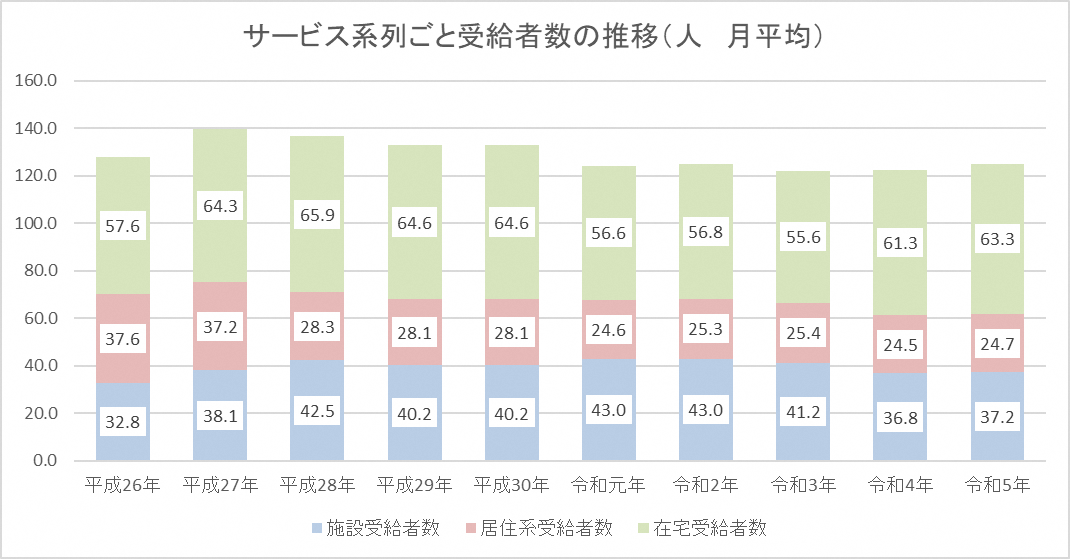 サービス系列ごと受給者数の推移(人　月平均)
160.0
140.0
120.0
100.0
80.0
60.0
40.0
20.0
0.0
57.6 64.3 65.9 64.6 64.6 56.6 56.8 55.6 61.3 63.3
37.6 37.2 28.3 28.1 28.1 24.6 25.3 25.4 24.5 24.7
32.8 38.1 42.5 40.2 40.2 43.0 43.0 41.2 36.8 37.2
平成26年 平成27年 平成28年 平成29年 平成30年 令和元年 令和2年 令和3年 令和4年 令和5年
施設受給者数 居住系受給者数 在宅受給者数